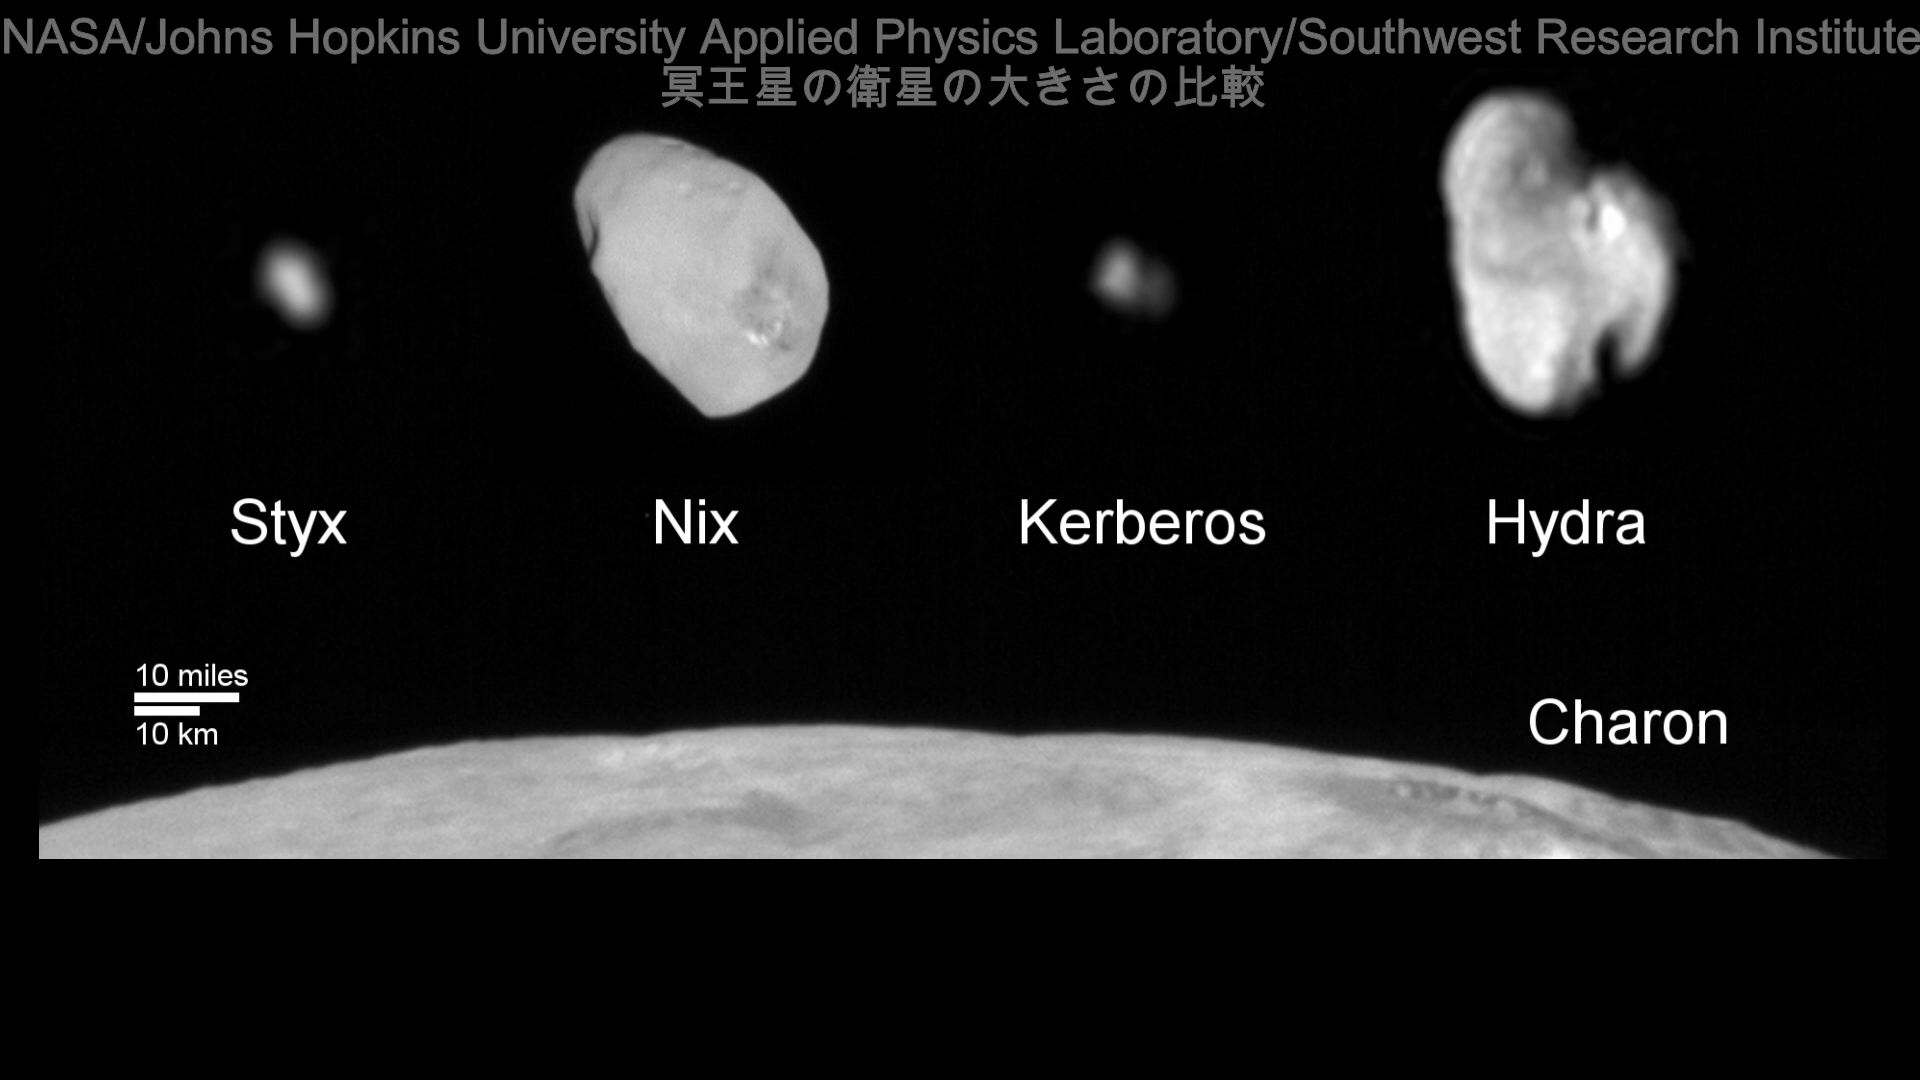 NASA/Johns Hopkins University Applied Physics Laboratory/Southwest Research Institute
冥王星の衛星の大きさの比較
Styx
Nix
Kerberos
Hydra
10 miles
10 km
Charon